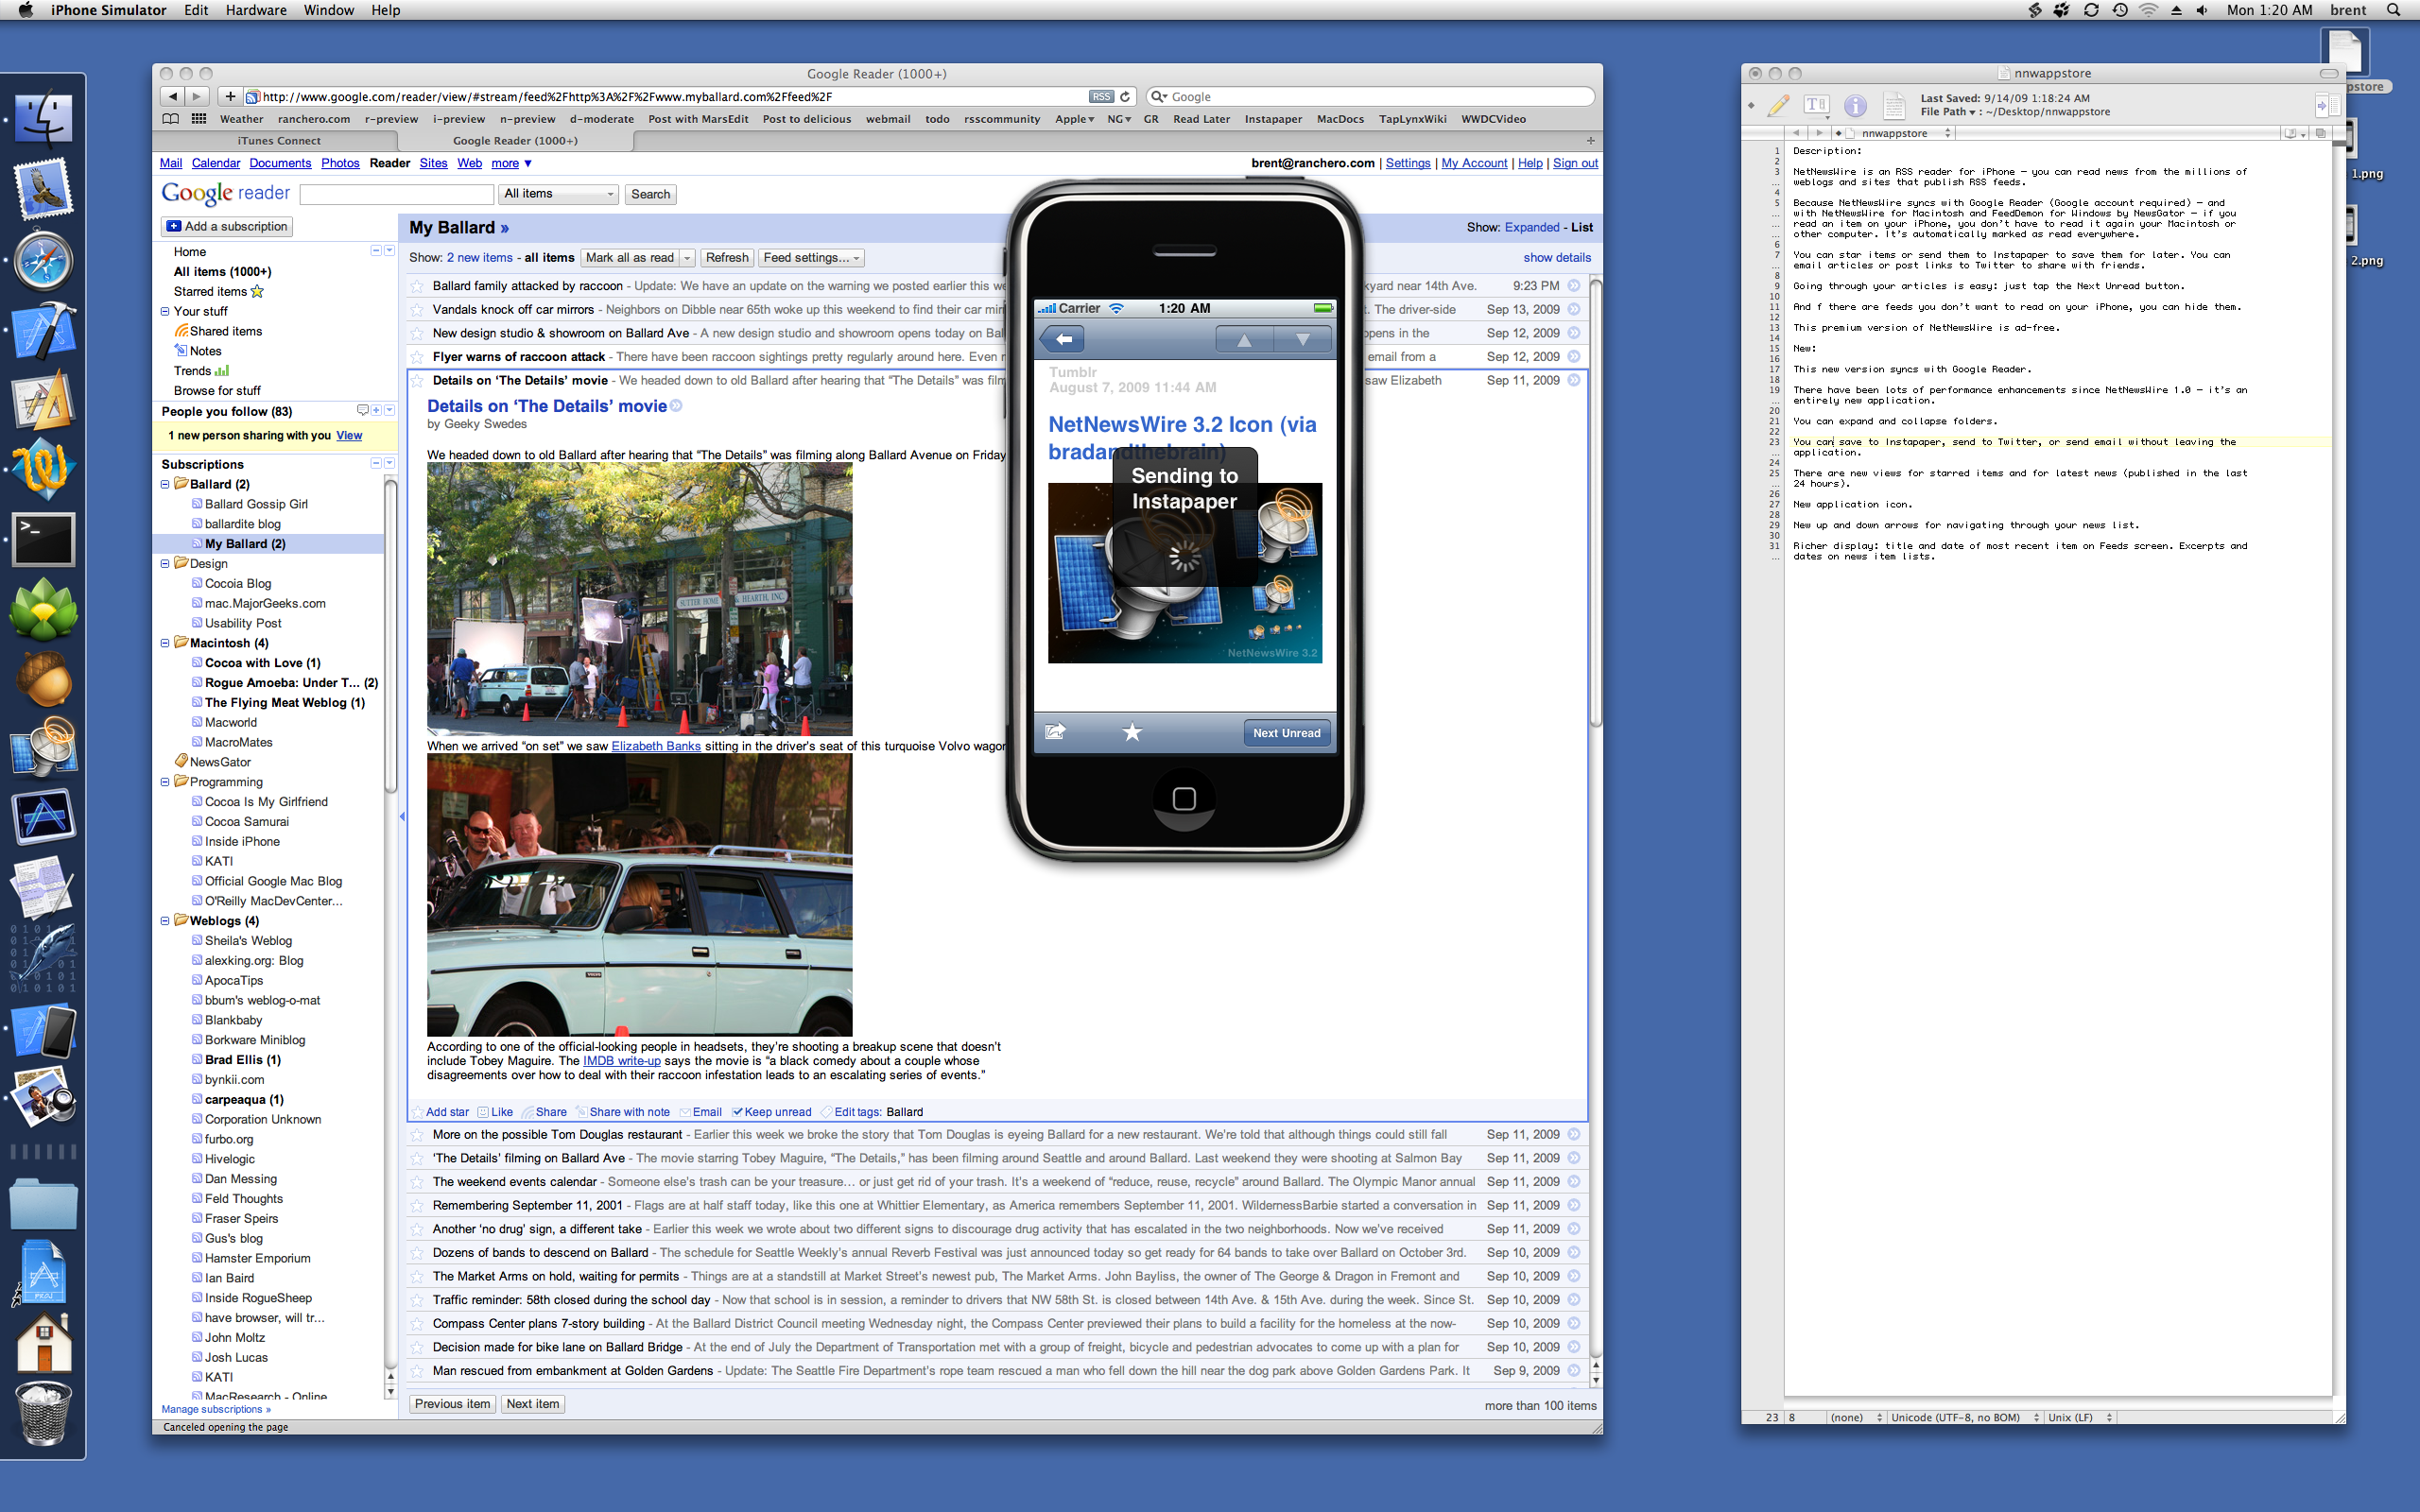 iPhone Simulator Edit Hardware Window Help
Mon 1:20 AM brent
Google Reader (1000+)
http://www.google.com/reader/view/#stream/feed%2Fhttp%3A%2F%2Fwww.myballard.com%2Ffeed%2F RSS
Google
Weather ranchero.com r-preview i-preview n-preview d-moderate Post with MarsEdit Post to delicious webmail todo rsscommunity Apple NG GR Read Later Instapaper MacDocs TapLynxWiki WWDCVideo
iTunes Connect Google Reader (1000+)
Mail Calendar Documents Photos Reader Sites Web more ▼
brent@ranchero.com | Settings | My Account | Help | Sign out
Google reader All items Search
Add a subscription
Home
All items (1000+)
Starred items
Your stuff
Shared items
Notes
Trends
Browse for stuff
People you follow (83)
1 new person sharing with you View
Subscriptions
Ballard (2)
Ballard Gossip Girl
ballardite blog
My Ballard (2)
Design
Cocoia Blog
mac.MajorGeeks.com
Usability Post
Macintosh (4)
Cocoa with Love (1)
Rogue Amoeba: Under T... (2)
The Flying Meat Weblog (1)
Macworld
MacroMates
NewsGator
Programming
Cocoa Is My Girlfriend
Cocoa Samurai
Inside iPhone
KATI
Official Google Mac Blog
O'Reilly MacDevCenter...
Weblogs (4)
Sheila's Weblog
alexking.org: Blog
ApocaTips
bbum's weblog-o-mat
Blankbaby
Borkware Miniblog
Brad Ellis (1)
bynkii.com
carpeaqua (1)
Corporation Unknown
furbo.org
Hivelogic
Dan Messing
Feld Thoughts
Fraser Speirs
Gus's blog
Hamster Emporium
Ian Baird
Inside RogueSheep
have browser, will tr...
John Moltz
Josh Lucas
KATI
MacResearch - Online
Manage subscriptions »
Canceled opening the page
My Ballard »
Show: Expanded - List
Show: 2 new items - all items Mark all as read Refresh Feed settings...
show details
Ballard family attacked by raccoon - Update: We have an update on the warning we posted earlier this we kyard near 14th Ave. 9:23 PM
Vandals knock off car mirrors - Neighbors on Dibble near 65th woke up this weekend to find their car mirr t. The driver-side Sep 13, 2009
New design studio & showroom on Ballard Ave - A new design studio and showroom opens today on Bal opens in the Sep 12, 2009
Flyer warns of raccoon attack - There have been raccoon sightings pretty regularly around here. Even r email from a Sep 12, 2009
Details on ‘The Details’ movie - We headed down to old Ballard after hearing that “The Details” was film saw Elizabeth Sep 11, 2009
Details on ‘The Details’ movie
by Geeky Swedes
We headed down to old Ballard after hearing that “The Details” was filming along Ballard Avenue on Friday
SUTTER HOME & HEARTH, INC
When we arrived “on set” we saw Elizabeth Banks sitting in the driver's seat of this turquoise Volvo wagon
According to one of the official-looking people in headsets, they’re shooting a breakup scene that doesn’t
include Tobey Maguire. The IMDB write-up says the movie is “a black comedy about a couple whose
disagreements over how to deal with their raccoon infestation leads to an escalating series of events.”
Add star Like Share Share with note Email Keep unread Edit tags: Ballard
More on the possible Tom Douglas restaurant - Earlier this week we broke the story that Tom Douglas is eyeing Ballard for a new restaurant. We're told that although things could still fall Sep 11, 2009
'The Details' filming on Ballard Ave - The movie starring Tobey Maguire, “The Details,” has been filming around Seattle and around Ballard. Last weekend they were shooting at Salmon Bay Sep 11, 2009
The weekend events calendar - Someone else's trash can be your treasure… or just get rid of your trash. It's a weekend of “reduce, reuse, recycle” around Ballard. The Olympic Manor annual Sep 11, 2009
Remembering September 11, 2001 - Flags are at half staff today, like this one at Whittier Elementary, as America remembers September 11, 2001. WildernessBarbie started a conversation in Sep 11, 2009
Another ‘no drug’ sign, a different take - Earlier this week we wrote about two different signs to discourage drug activity that has escalated in the two neighborhoods. Now we've received Sep 11, 2009
Dozens of bands to descend on Ballard - The schedule for Seattle Weekly's annual Reverb Festival was just announced today so get ready for 64 bands to take over Ballard on October 3rd. Sep 10, 2009
The Market Arms on hold, waiting for permits - Things are at a standstill at Market Street's newest pub, The Market Arms. John Bayliss, the owner of The George & Dragon in Fremont and Sep 10, 2009
Traffic reminder: 58th closed during the school day - Now that school is in session, a reminder to drivers that NW 58th St. is closed between 14th Ave. & 15th Ave. during the week. Since St. Sep 10, 2009
Compass Center plans 7-story building - At the Ballard District Council meeting Wednesday night, the Compass Center previewed their plans to build a facility for the homeless at the now- Sep 10, 2009
Decision made for bike lane on Ballard Bridge - At the end of July the Department of Transportation met with a group of freight, bicycle and pedestrian advocates to come up with a plan for Sep 10, 2009
Man rescued from embankment at Golden Gardens - Update: The Seattle Fire Department's rope team rescued a man who fell down the hill near the dog park above Golden Gardens Park. It Sep 9, 2009
Previous item Next item
more than 100 items
Carrier 1:20 AM
Tumblr
August 7, 2009 11:44 AM
NetNewsWire 3.2 Icon (via
bradandthebrain)
Sending to
Instapaper
NetNewsWire 3.2
Next Unread
nnwappstore
Last Saved: 9/14/09 1:18:24 AM
File Path ▾ : ~/Desktop/nnwappstore
nnwappstore
1 Description:
2
3 NetNewsWire is an RSS reader for iPhone – you can read news from the millions of
... weblogs and sites that publish RSS feeds.
4
5 Because NetNewsWire syncs with Google Reader (Google account required) – and
... with NetNewsWire for Macintosh and FeedDemon for Windows by NewsGator – if you
... read an item on your iPhone, you don’t have to read it again your Macintosh or
... other computer. It’s automatically marked as read everywhere.
6
7 You can star items or send them to Instapaper to save them for later. You can
... email articles or post links to Twitter to share with friends.
8
9 Going through your articles is easy: just tap the Next Unread button.
10
11 And f there are feeds you don’t want to read on your iPhone, you can hide them.
12
13 This premium version of NetNewsWire is ad-free.
14
15 New:
16
17 This new version syncs with Google Reader.
18
19 There have been lots of performance enhancements since NetNewsWire 1.0 – it’s an
... entirely new application.
20
21 You can expand and collapse folders.
22
23 You can save to Instapaper, send to Twitter, or send email without leaving the
... application.
24
25 There are new views for starred items and for latest news (published in the last
... 24 hours).
26
27 New application icon.
28
29 New up and down arrows for navigating through your news list.
30
31 Richer display: title and date of most recent item on Feeds screen. Excerpts and
... dates on news item lists.
23 8 (none) Unicode (UTF-8, no BOM) Unix (LF)
pstore
1.png
2.png